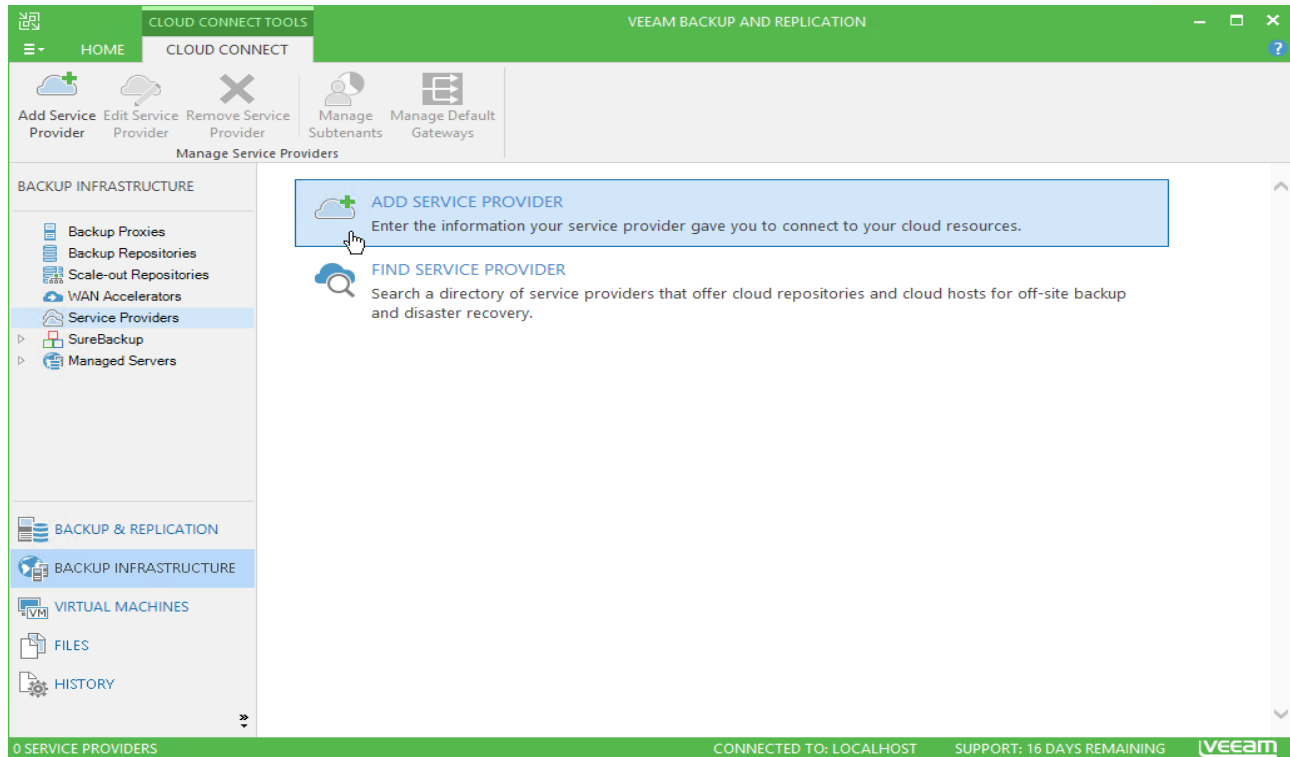 CLOUD CONNECT TOOLS
VEEAM BACKUP AND REPLICATION
HOME
CLOUD CONNECT
?
Add Service Provider
Edit Service Provider
Remove Service Provider
Manage Subtenants
Manage Default Gateways
Manage Service Providers
BACKUP INFRASTRUCTURE
Backup Proxies
Backup Repositories
Scale-out Repositories
WAN Accelerators
Service Providers
SureBackup
Managed Servers
BACKUP & REPLICATION
BACKUP INFRASTRUCTURE
VM
VIRTUAL MACHINES
FILES
HISTORY
ADD SERVICE PROVIDER
Enter the information your service provider gave you to connect to your cloud resources.
FIND SERVICE PROVIDER
Search a directory of service providers that offer cloud repositories and cloud hosts for off-site backup
and disaster recovery.
0 SERVICE PROVIDERS
CONNECTED TO: LOCALHOST
SUPPORT: 16 DAYS REMAINING
veeam